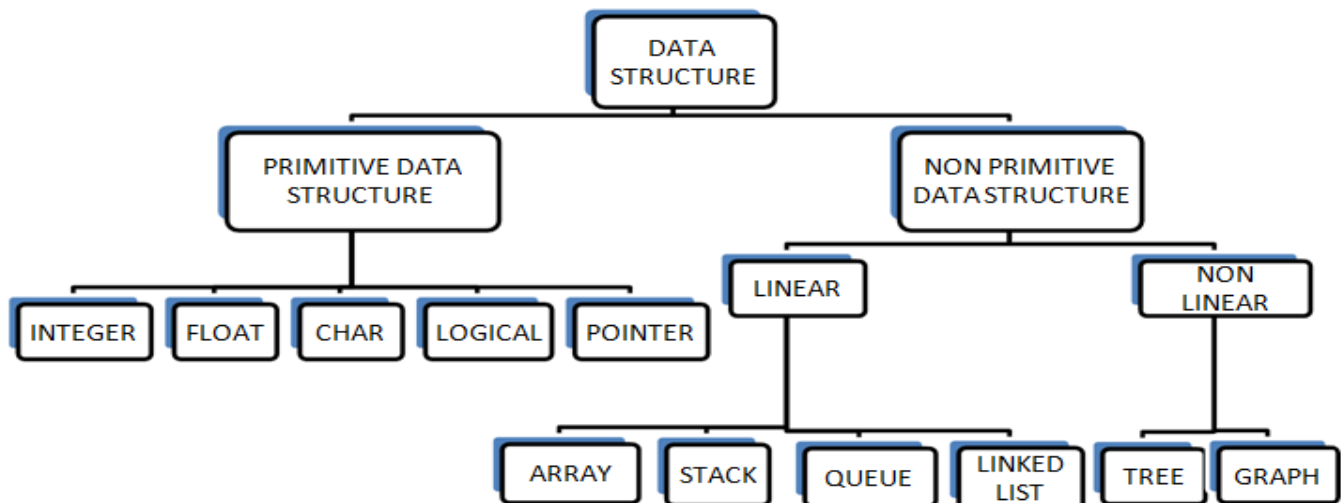 DATA
STRUCTURE
PRIMITIVE DATA
STRUCTURE
NON PRIMITIVE
DATA STRUCTURE
LINEAR
NON
LINEAR
INTEGER
FLOAT
CHAR
LOGICAL
POINTER
ARRAY
STACK
QUEUE
LINKED
LIST
TREE
GRAPH